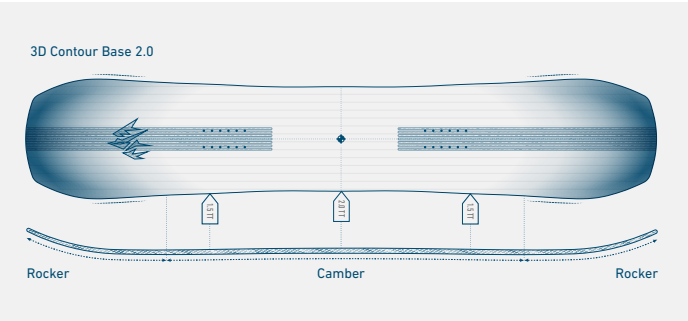 3D Contour Base 2.0
1.5 TT
2.0 TT
1.5 TT
Rocker
Camber
Rocker